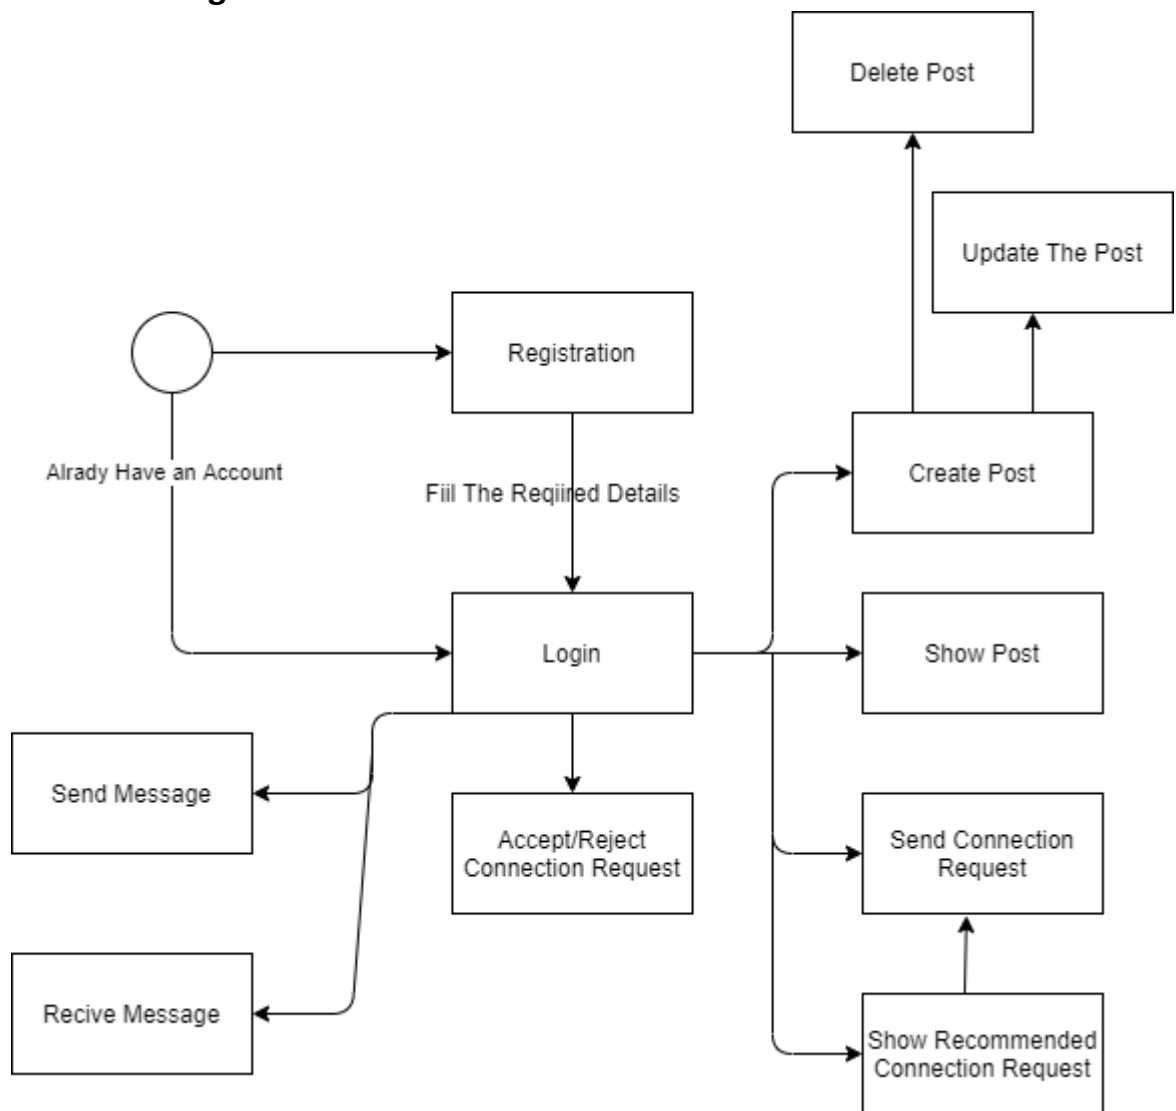 Delete Post
Update The Post
Registration
Alrady Have an Account
Fiil The Reqiired Details
Create Post
Login
Show Post
Send Message
Accept/Reject
Connection Request
Send Connection
Request
Recive Message
Show Recommended
Connection Request